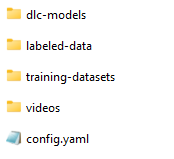 dlc-models
labeled-data
training-datasets
videos
config.yaml